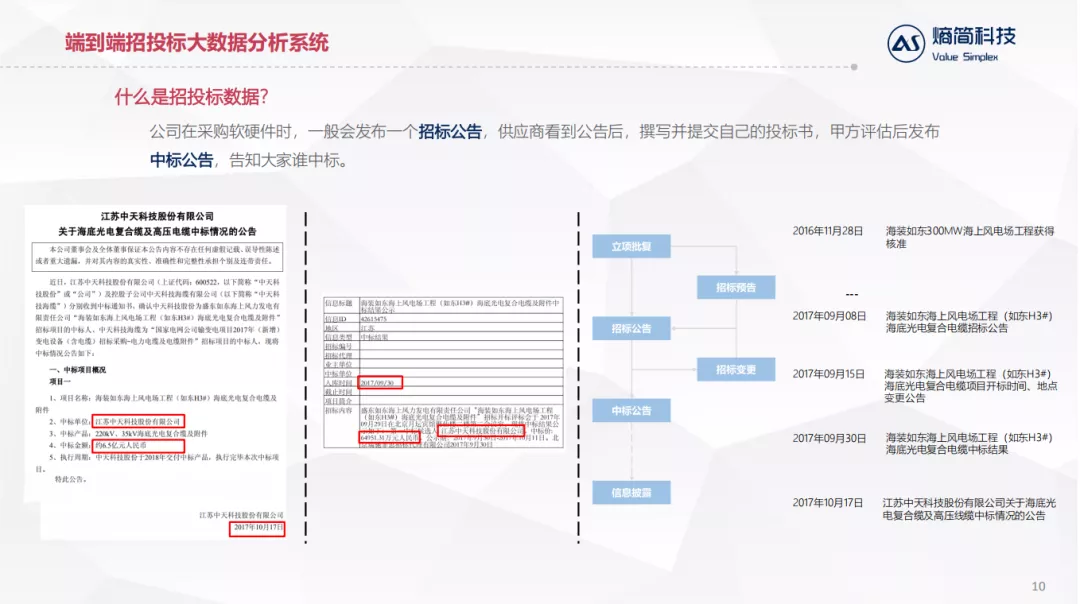 端到端招投标大数据分析系统
熵简科技
Value Simplex
什么是招投标数据？
公司在采购软硬件时，一般会发布一个招标公告，供应商看到公告后，撰写并提交自己的投标书，甲方评估后发布
中标公告，告知大家谁中标。
江苏中天科技股份有限公司
关于海底光电复合缆及高压电缆中标情况的公告
本公司董事会及全体董事保证本公告内容不存在任何虚假记载、误导性陈述
或者重大遗漏，并对其内容的真实性、准确性和完整性承担个别及连带责任。
近日，江苏中天科技股份有限公司（上证代码：600522，以下简称“中天科
技股份”或“公司”）及控股子公司中天科技海缆有限公司（以下简称“中天科
技海缆”）分别收到中标通知书，确认中天科技股份为盛东如东海上风力发电有
限责任公司“海装如东海上风电场工程（如东H3#）海底光电复合缆及附件”
招标项目的中标人、中天科技海缆为“国家电网公司输变电项目2017年（新增）
变电设备（含电缆）招标采购-电力电缆及电缆附件”招标项目的中标人，现将
中标情况公告如下：
一、中标项目概况
项目一
1、项目名称：海装如东海上风电场工程（如东H3#）海底光电复合缆及
附件
2、中标单位：江苏中天科技股份有限公司
3、中标产品：220kV、35kV海底光电复合缆及附件
4、中标金额：约6.5亿元人民币
5、执行周期：中天科技股份于2018年交付中标产品，执行完毕本次中标项
目。
特此公告。
江苏中天科技股份有限公司
2017年10月17日
信息标题 海装如东海上风电场工程（如东H3#）海底光电复合电缆及附件中
标结果公示
信息ID 42613475
地区 江苏
信息类型 中标结果
招标编号
招标代理
业主单位
中标单位
入库时间 2017/09/30
截止时间
项目简介
招标内容 盛东如东海上风力发电有限责任公司“海装如东海上风电场工程
（如东H3#）海底光电复合电缆及附件”招标开标评标会于 2017年
江苏中天科技股份有限公司，中标价:
64931.31万元人民币
立项批复
招标预告
招标公告
招标变更
中标公告
信息披露
2016年11月28日 海装如东300MW海上风电场工程获得
核准
---
2017年09月08日 海装如东海上风电场工程（如东H3#）
海底光电复合电缆招标公告
2017年09月15日 海装如东海上风电场工程（如东H3#）
海底光电复合电缆项目开标时间、地点
变更公告
2017年09月30日 海装如东海上风电场工程（如东H3#）
海底光电复合电缆中标结果
2017年10月17日 江苏中天科技股份有限公司关于海底光
电复合缆及高压线缆中标情况的公告
10